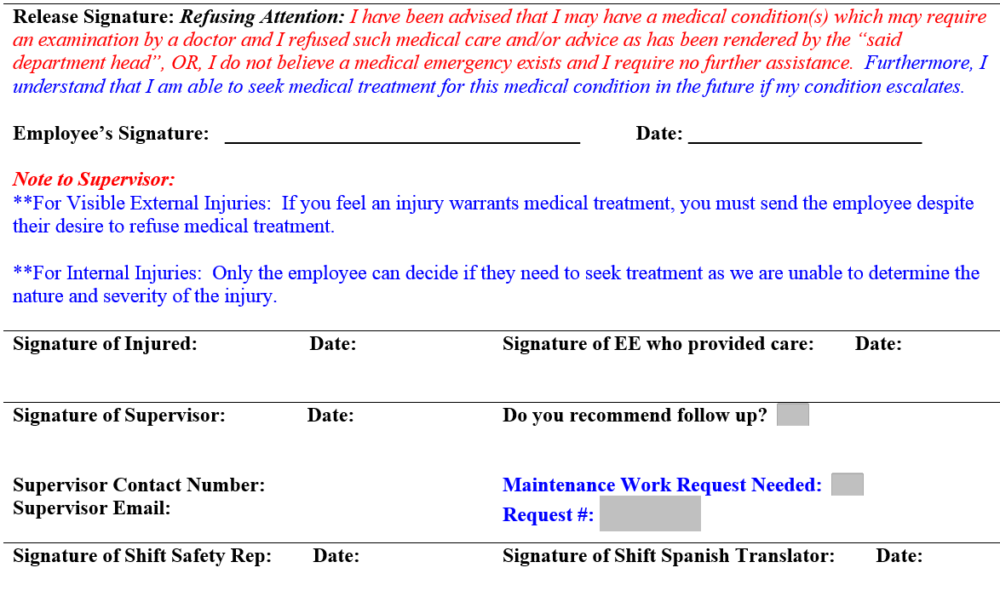 Release Signature: Refusing Attention: I have been advised that I may have a medical condition(s) which may require
an examination by a doctor and I refused such medical care and/or advice as has been rendered by the “said
department head”, OR, I do not believe a medical emergency exists and I require no further assistance.  Furthermore, I
understand that I am able to seek medical treatment for this medical condition in the future if my condition escalates.
Employee’s Signature: Date:
Note to Supervisor:
**For Visible External Injuries:  If you feel an injury warrants medical treatment, you must send the employee despite
their desire to refuse medical treatment.
**For Internal Injuries:  Only the employee can decide if they need to seek treatment as we are unable to determine the
nature and severity of the injury.
Signature of Injured: Date: Signature of EE who provided care: Date:
Signature of Supervisor: Date: Do you recommend follow up?
Supervisor Contact Number: Maintenance Work Request Needed:
Supervisor Email: Request #:
Signature of Shift Safety Rep: Date: Signature of Shift Spanish Translator: Date: